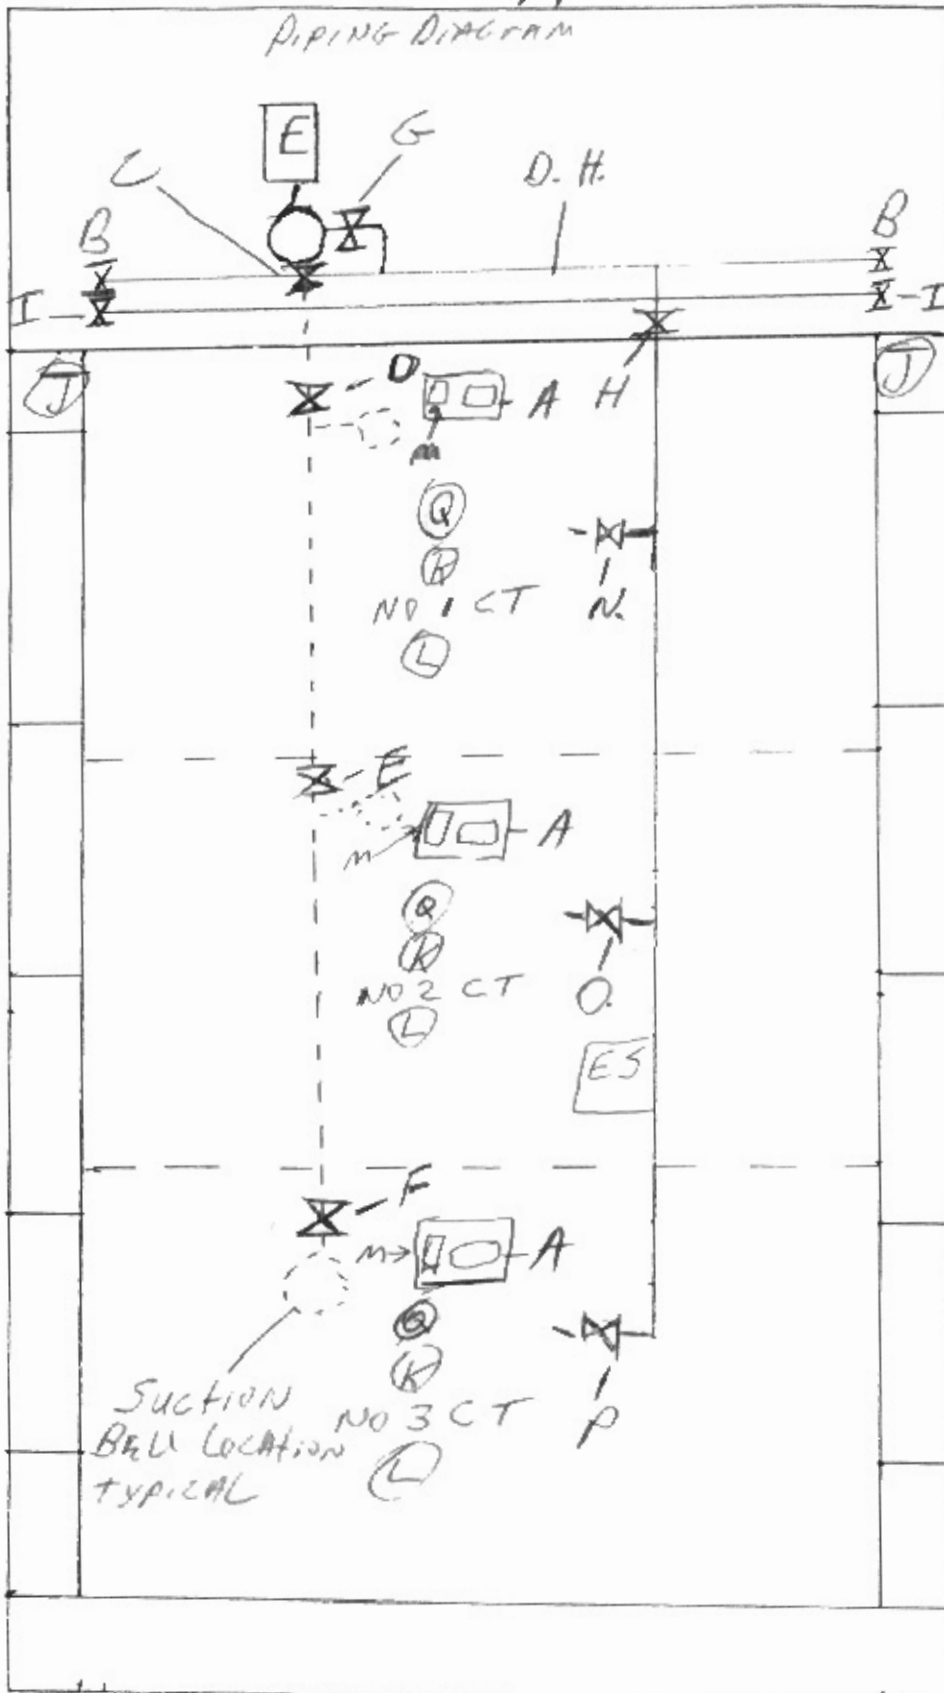 PIPING DIAGRAM
E
G
C
D. H.
B
B
I
I
J
J
D
A
H
M
Q
K
NO 1 CT
N.
L
E
A
M
Q
K
NO 2 CT
O.
L
ES
F
M
A
Q
K
NO 3 CT
P
L
SUCTION
BELL LOCATION
TYPICAL